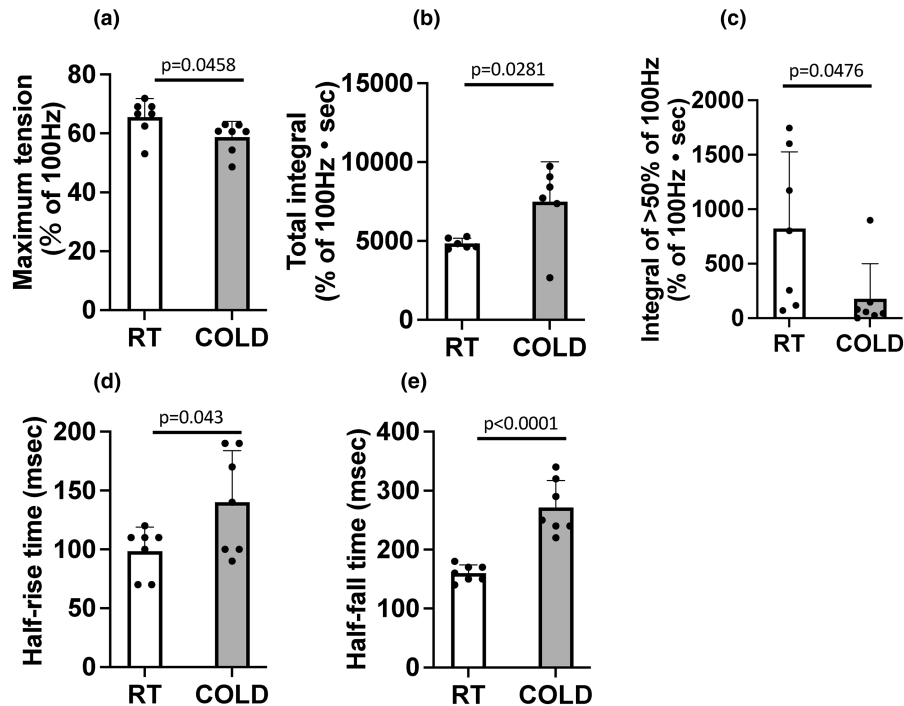 (a)
p=0.0458
Maximum tension
(% of 100Hz)
80
60
40
20
0
RT
COLD
(b)
p=0.0281
Total integral
(% of 100Hz • sec)
15000
10000
5000
0
RT
COLD
(c)
p=0.0476
Integral of >50% of 100Hz
(% of 100Hz • sec)
2000
1500
1000
500
0
RT
COLD
(d)
p=0.043
Half-rise time (msec)
200
150
100
50
0
RT
COLD
(e)
p<0.0001
Half-fall time (msec)
400
300
200
100
0
RT
COLD